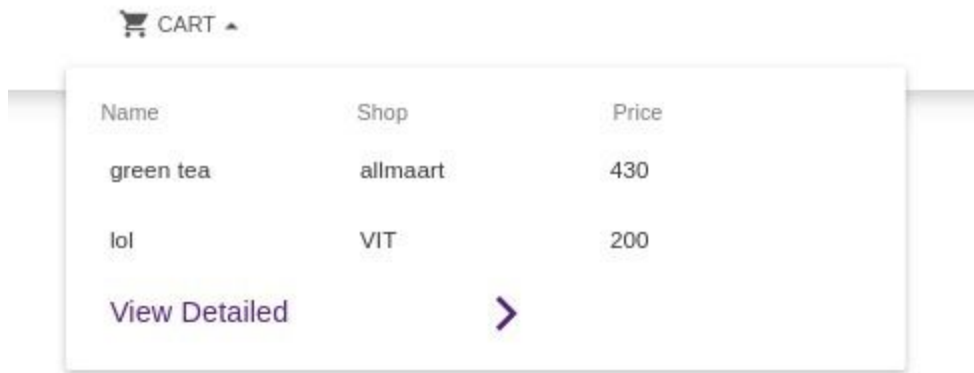 CART
Name Shop Price
green tea allmaart 430
lol VIT 200
View Detailed